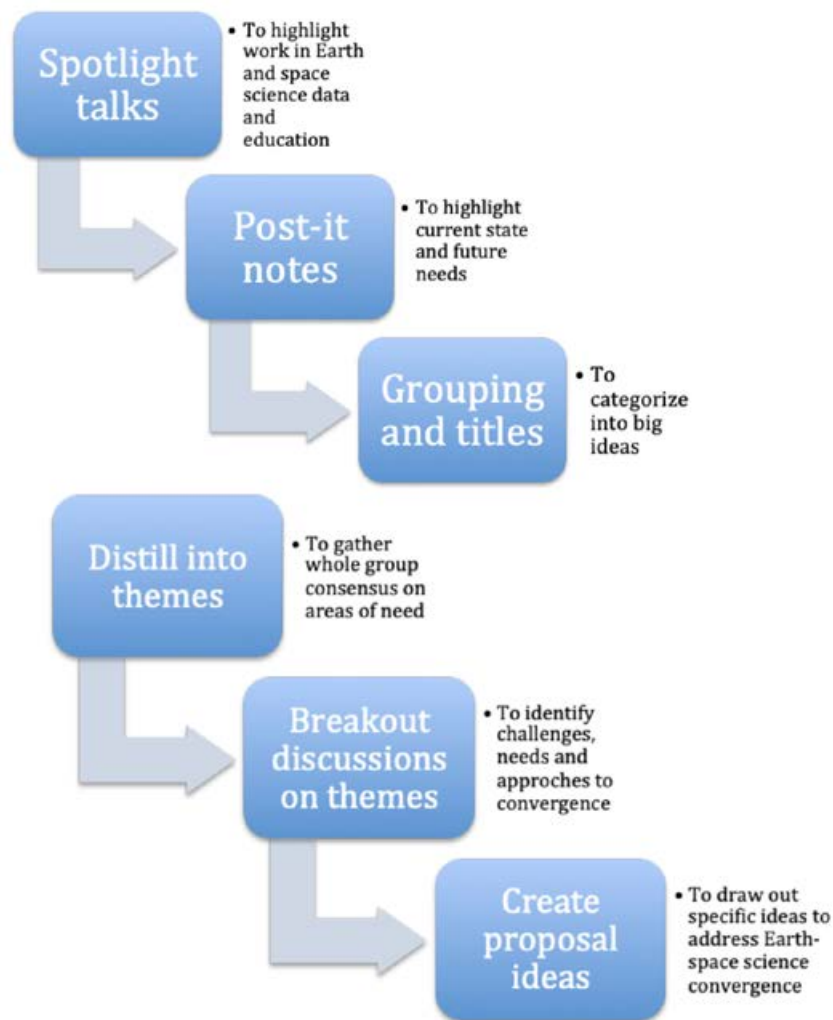 Spotlight
talks
• To highlight
work in Earth
and space
science data
and
education
Post-it
notes
• To highlight
current state
and future
needs
Grouping
and titles
• To
categorize
into big
ideas
Distill into
themes
• To gather
whole group
consensus on
areas of need
Breakout
discussions
on themes
• To identify
challenges,
needs and
approches to
convergence
Create
proposal
ideas
• To draw out
specific ideas to
address Earth-
space science
convergence